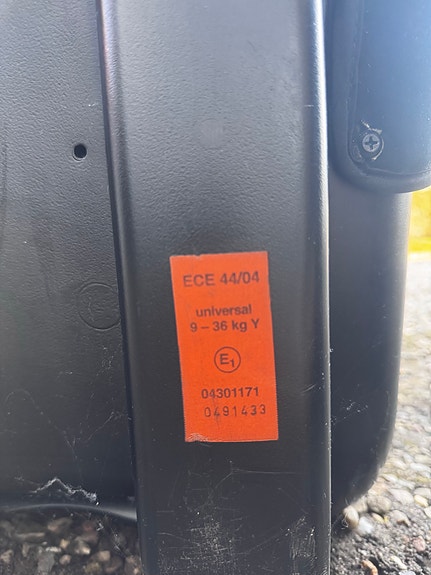 ECE 44/04
universal
9 – 36 kg Y
E1
04301171
0491433